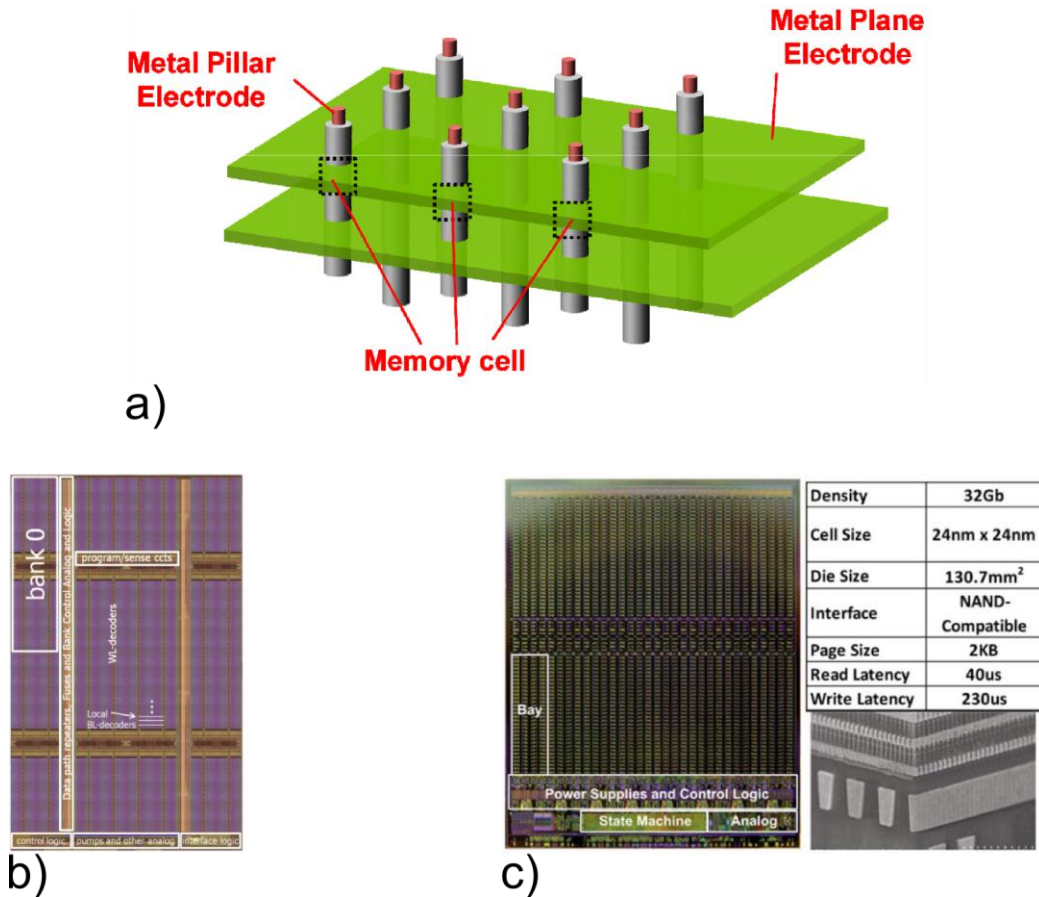 Metal Pillar
Electrode
Metal Plane
Electrode
Memory cell
a)
bank 0
Data path repeaters, Fuses and Bank Control Analog and Logic
program/sense ccts
WL-decoders
Local
BL-decoders
control logic
pumps and other analog
interface logic
b)
Bay
Power Supplies and Control Logic
State Machine
Analog
Density 32Gb
Cell Size 24nm x 24nm
Die Size 130.7mm²
Interface NAND-
Compatible
Page Size 2KB
Read Latency 40us
Write Latency 230us
c)